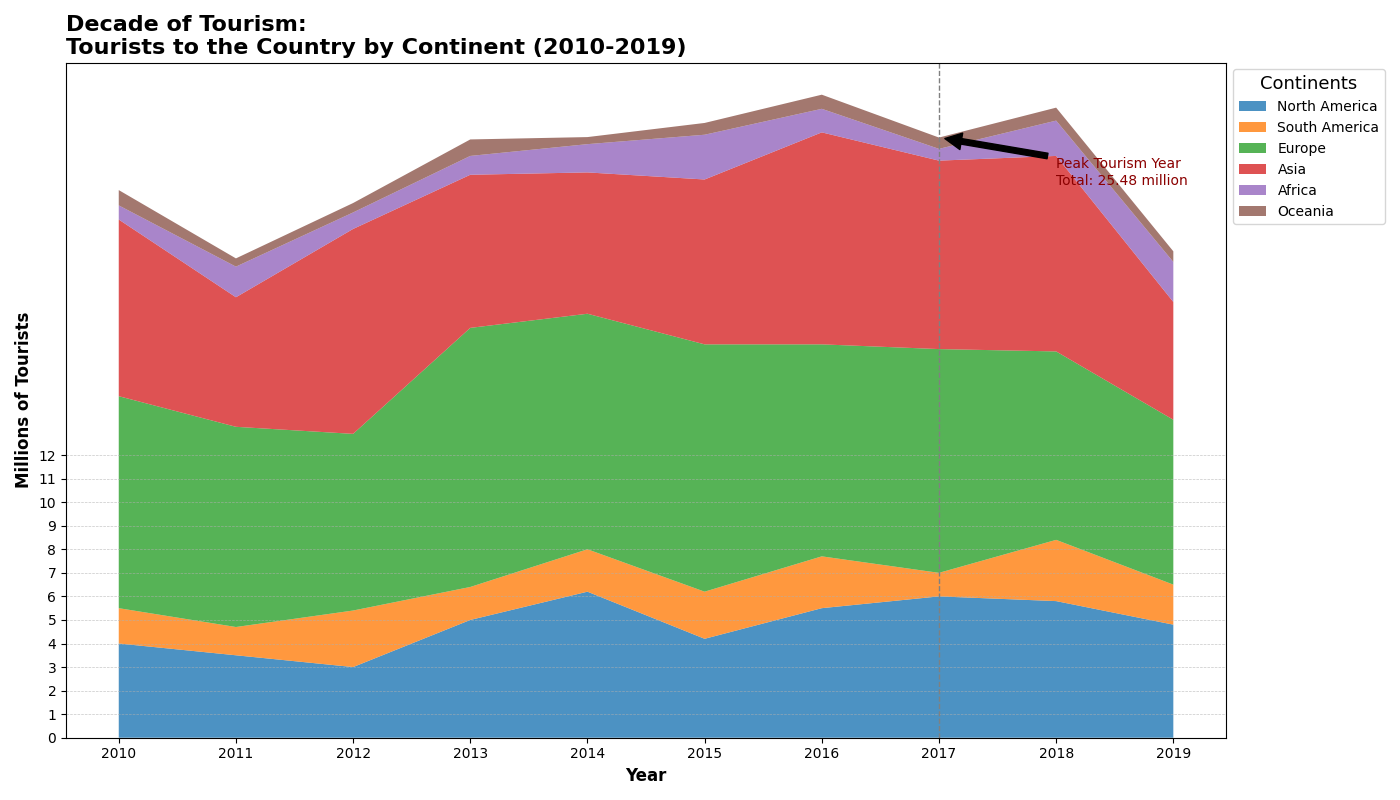 Decade of Tourism:
Tourists to the Country by Continent (2010-2019)
Continents
North America
South America
Europe
Asia
Africa
Oceania
Peak Tourism Year
Total: 25.48 million
Millions of Tourists
12
11
10
9
8
7
6
5
4
3
2
1
0
2010 2011 2012 2013 2014 2015 2016 2017 2018 2019
Year